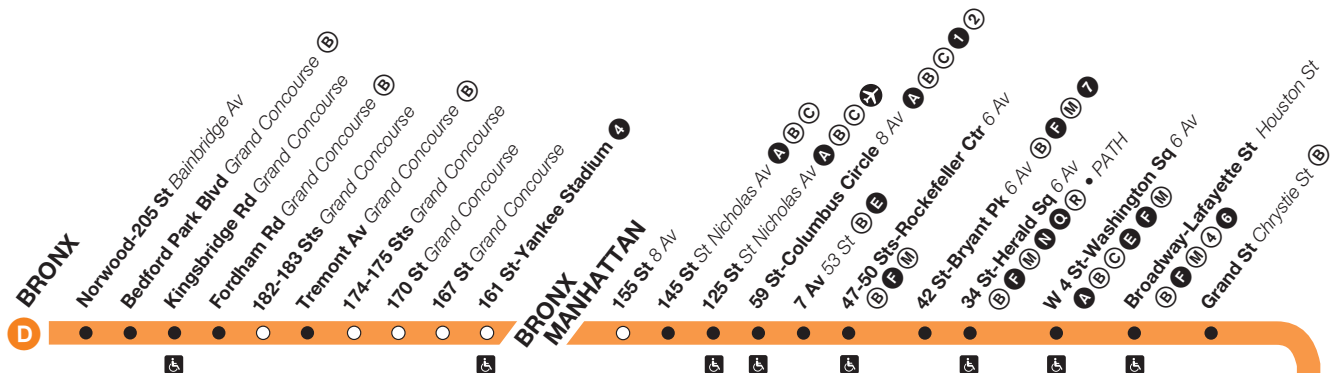 BRONX
D
Norwood-205 St Bainbridge Av
Bedford Park Blvd Grand Concourse B
Kingsbridge Rd Grand Concourse
Fordham Rd Grand Concourse B
182-183 Sts Grand Concourse
Tremont Av Grand Concourse B
174-175 Sts Grand Concourse
170 St Grand Concourse
167 St Grand Concourse
161 St-Yankee Stadium 4
BRONX
MANHATTAN
155 St 8 Av
145 St St Nicholas Av A B C
125 St St Nicholas Av A B C
59 St-Columbus Circle 8 Av A B C 1 2
7 Av 53 St B E
47-50 Sts-Rockefeller Ctr 6 Av
B F M
42 St-Bryant Pk 6 Av B F M 7
34 St-Herald Sq 6 Av
B F M N Q R • PATH
W 4 St-Washington Sq 6 Av
A B C E F M
Broadway-Lafayette St Houston St
B F M 4 6
Grand St Chrystie St B